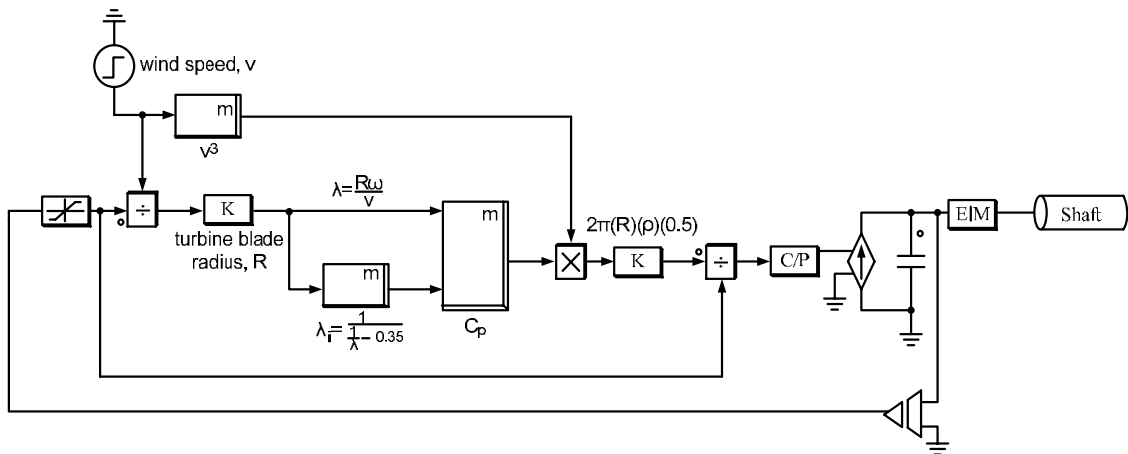 wind speed, v
m
v³
÷
K
turbine blade
radius, R
λ=Rω/v
m
λi=1/(1/λ − 0.35)
m
Cp
×
2π(R)(ρ)(0.5)
K
÷
C/P
E|M
Shaft